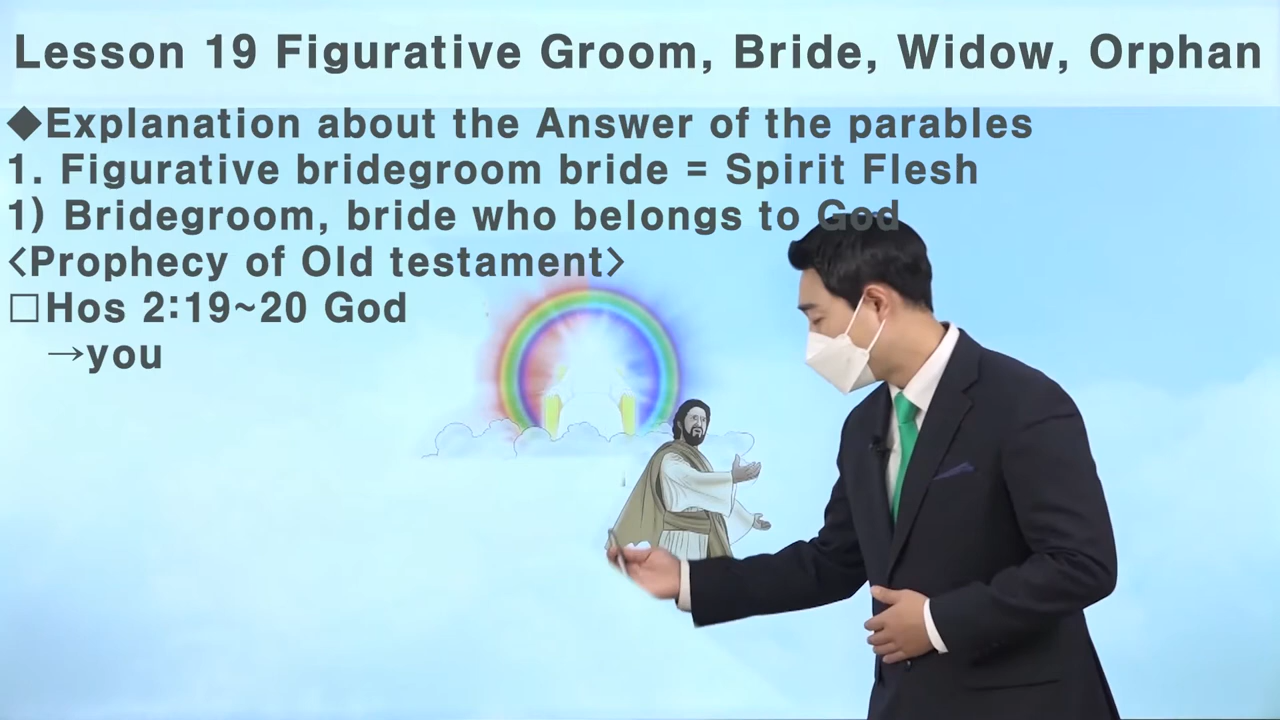 Lesson 19 Figurative Groom, Bride, Widow, Orphan
◆Explanation about the Answer of the parables
1. Figurative bridegroom bride = Spirit Flesh
1) Bridegroom, bride who belongs to God
<Prophecy of Old testament>
□Hos 2:19~20 God
→you